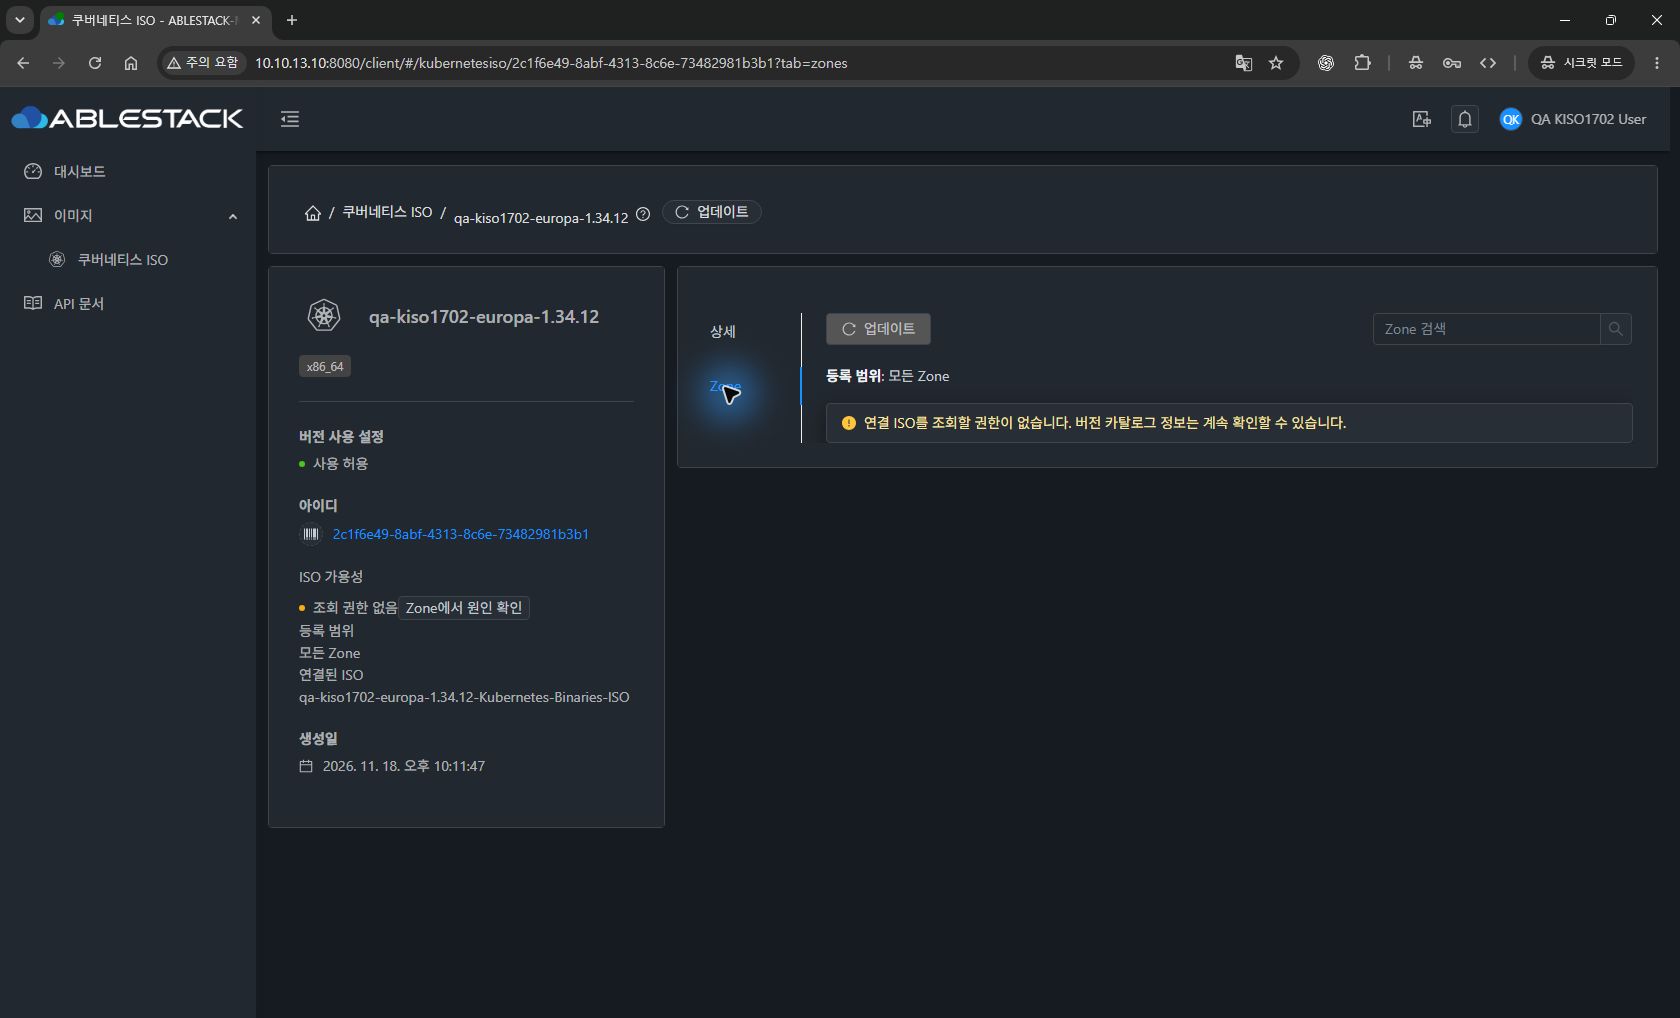 쿠버네티스 ISO - ABLESTACK-
주의 요함
10.10.13.10:8080/client/#/kubernetesiso/2c1f6e49-8abf-4313-8c6e-73482981b3b1?tab=zones
시크릿 모드
ABLESTACK
QK
QA KISO1702 User
대시보드
이미지
쿠버네티스 ISO
API 문서
/ 쿠버네티스 ISO / qa-kiso1702-europa-1.34.12 업데이트
qa-kiso1702-europa-1.34.12
x86_64
버전 사용 설정
사용 허용
아이디
2c1f6e49-8abf-4313-8c6e-73482981b3b1
ISO 가용성
조회 권한 없음 Zone에서 원인 확인
등록 범위
모든 Zone
연결된 ISO
qa-kiso1702-europa-1.34.12-Kubernetes-Binaries-ISO
생성일
2026. 11. 18. 오후 10:11:47
상세
Zone
업데이트
Zone 검색
등록 범위: 모든 Zone
연결 ISO를 조회할 권한이 없습니다. 버전 카탈로그 정보는 계속 확인할 수 있습니다.